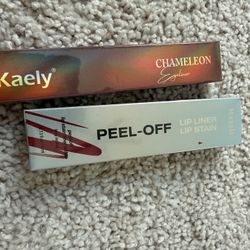 Kaely®
CHAMELEON
Eyeliner
PEEL-OFF
LIP LINER
LIP STAIN